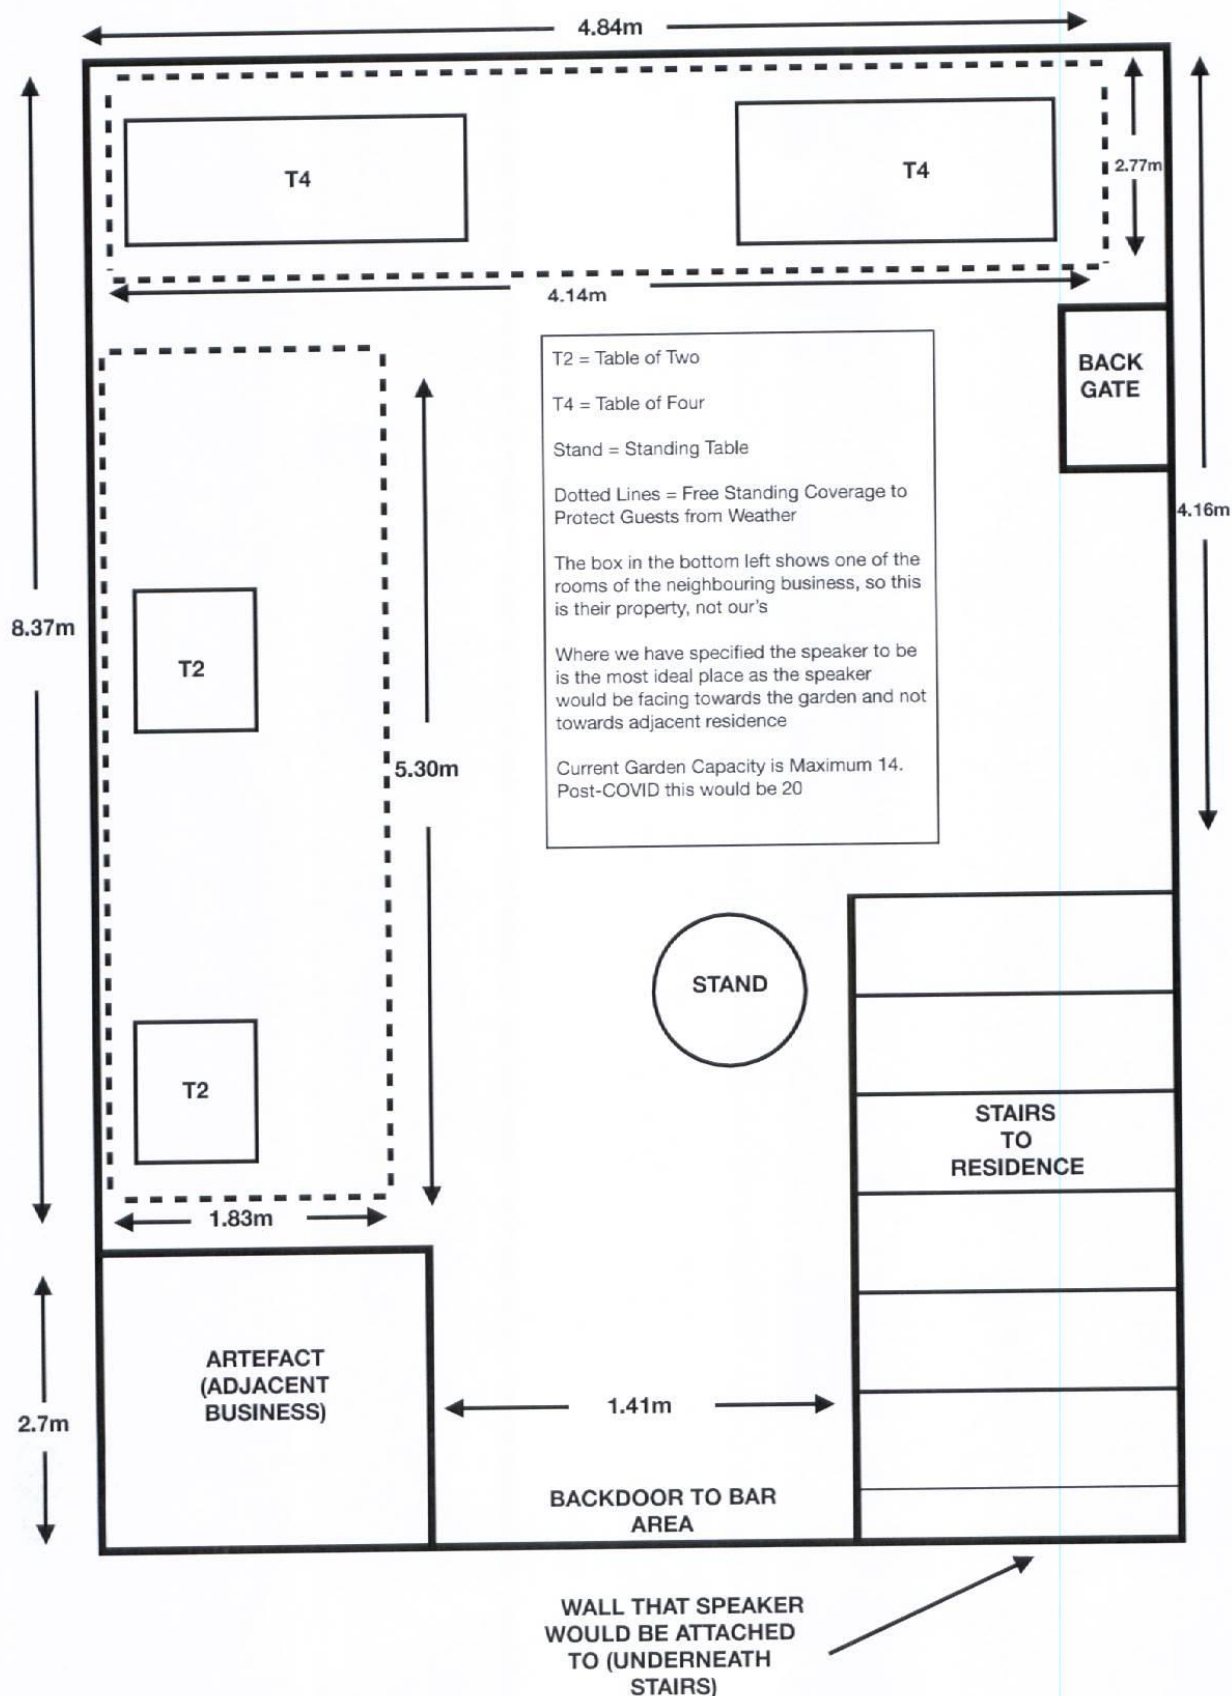 4.84m
T4
T4
2.77m
4.14m
T2 = Table of Two
T4 = Table of Four
Stand = Standing Table
Dotted Lines = Free Standing Coverage to
Protect Guests from Weather
The box in the bottom left shows one of the
rooms of the neighbouring business, so this
is their property, not our's
Where we have specified the speaker to be
is the most ideal place as the speaker
would be facing towards the garden and not
towards adjacent residence
Current Garden Capacity is Maximum 14.
Post-COVID this would be 20
BACK
GATE
4.16m
8.37m
T2
5.30m
STAND
T2
STAIRS
TO
RESIDENCE
1.83m
ARTEFACT
(ADJACENT
BUSINESS)
2.7m
1.41m
BACKDOOR TO BAR
AREA
WALL THAT SPEAKER
WOULD BE ATTACHED
TO (UNDERNEATH
STAIRS)